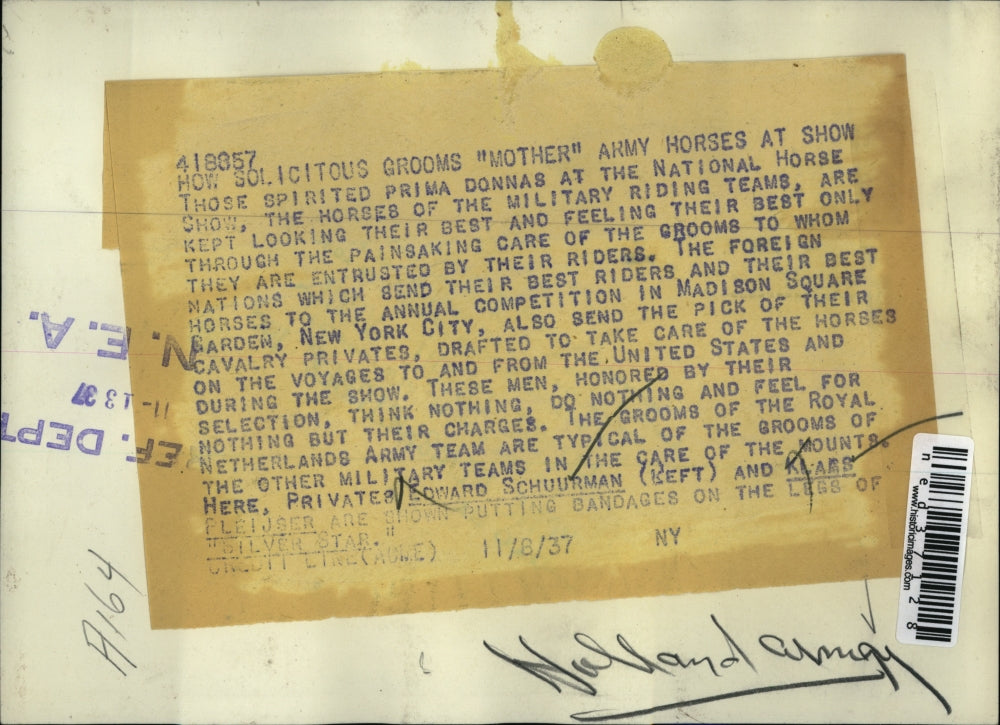 418057
HOW SOLICITOUS GROOMS "MOTHER" ARMY HORSES AT SHOW
THOSE SPIRITED PRIMA DONNAS AT THE NATIONAL HORSE
SHOW, THE HORSES OF THE MILITARY RIDING TEAMS, ARE
KEPT LOOKING THEIR BEST AND FEELING THEIR BEST ONLY
THROUGH THE PAINSAKING CARE OF THE GROOMS TO WHOM
THEY ARE ENTRUSTED BY THEIR RIDERS. THE FOREIGN
NATIONS WHICH SEND THEIR BEST RIDERS AND THEIR BEST
HORSES TO THE ANNUAL COMPETITION IN MADISON SQUARE
GARDEN, NEW YORK CITY, ALSO SEND THE PICK OF THEIR
CAVALRY PRIVATES, DRAFTED TO TAKE CARE OF THE HORSES
ON THE VOYAGES TO AND FROM THE UNITED STATES AND
DURING THE SHOW. THESE MEN, HONORED BY THEIR
SELECTION, THINK NOTHING, DO NOTHING AND FEEL FOR
NOTHING BUT THEIR CHARGES. THE GROOMS OF THE ROYAL
NETHERLANDS ARMY TEAM ARE TYPICAL OF THE GROOMS OF
THE OTHER MILITARY TEAMS IN THE CARE OF THE MOUNTS.
HERE, PRIVATES EDWARD SCHUURMAN (LEFT) AND KLAES
PLEIJSER ARE SHOWN PUTTING BANDAGES ON THE LEGS OF
"SILVER STAR."
CREDIT LINE (ACME) 11/8/37 NY
N.E.A.
11-13 37
REF. DEPT
A164
Holland army
www.historicimages.com
ned37128